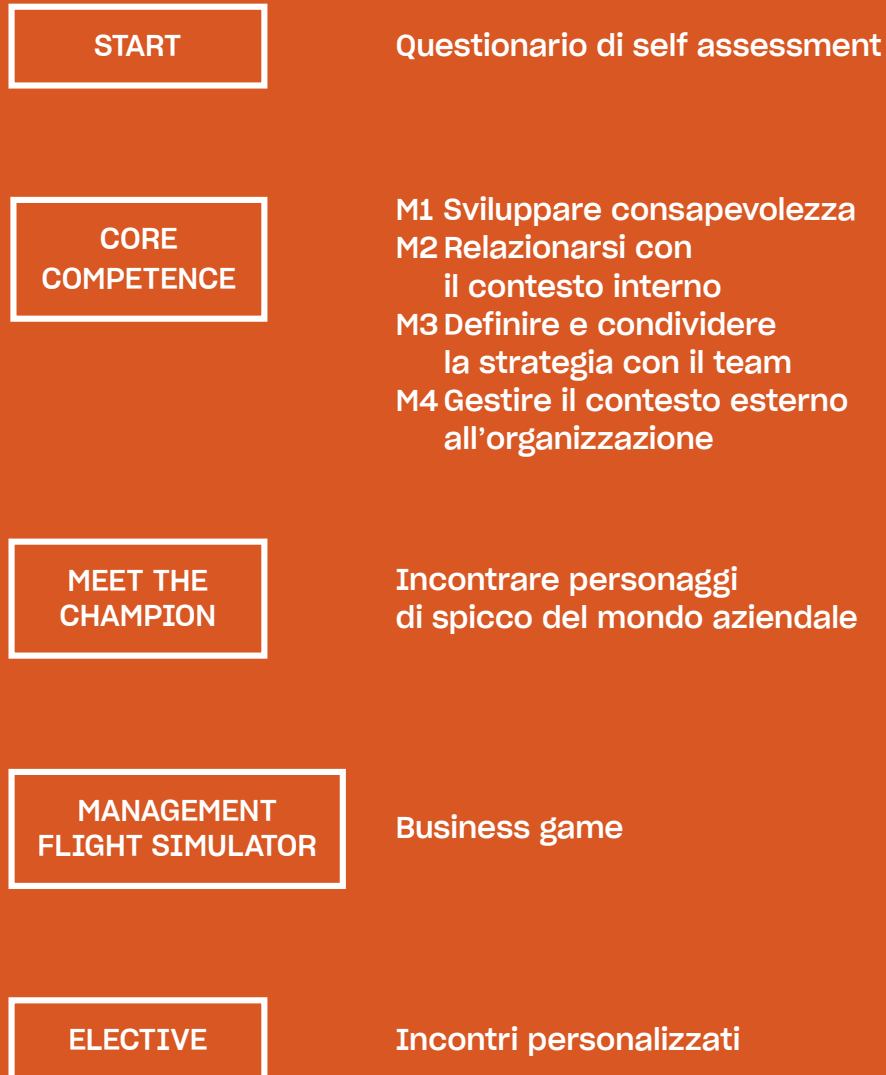 START
Questionario di self assessment
CORE
COMPETENCE
M1 Sviluppare consapevolezza
M2 Relazionarsi con
il contesto interno
M3 Definire e condividere
la strategia con il team
M4 Gestire il contesto esterno
all’organizzazione
MEET THE
CHAMPION
Incontrare personaggi
di spicco del mondo aziendale
MANAGEMENT
FLIGHT SIMULATOR
Business game
ELECTIVE
Incontri personalizzati